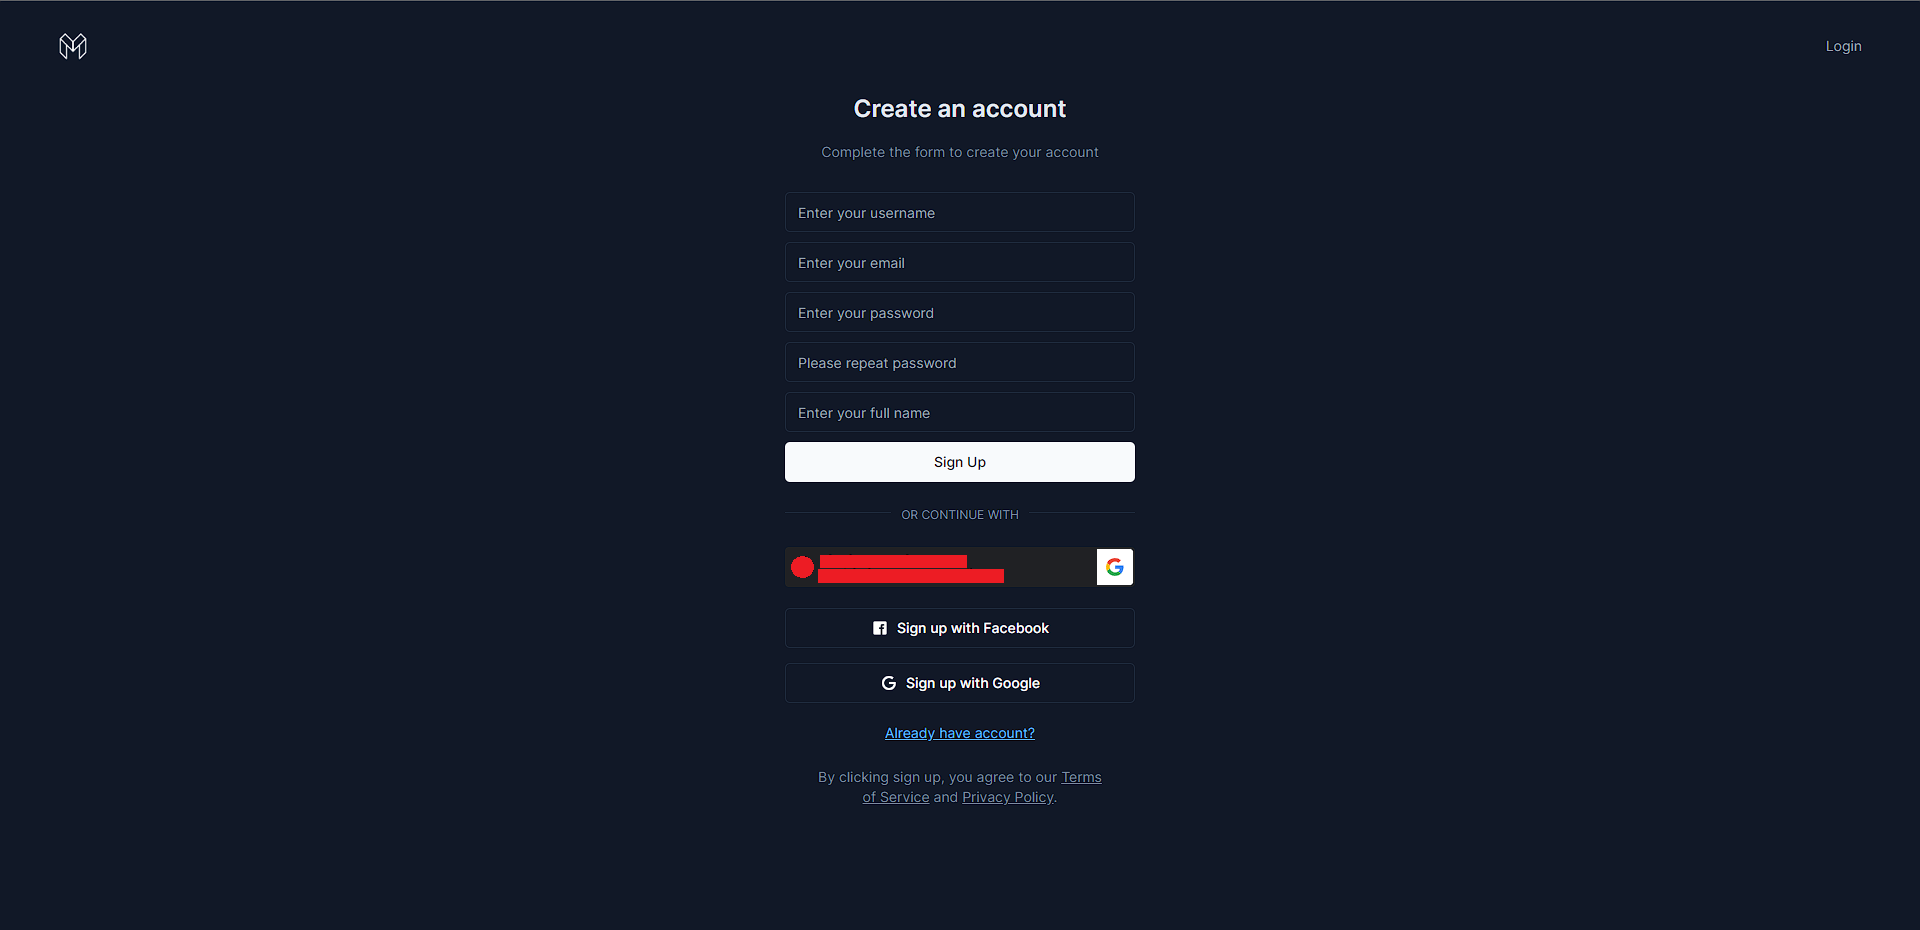 Login
Create an account
Complete the form to create your account
Enter your username
Enter your email
Enter your password
Please repeat password
Enter your full name
Sign Up
OR CONTINUE WITH
Sign up with Facebook
Sign up with Google
Already have account?
By clicking sign up, you agree to our Terms
of Service and Privacy Policy.